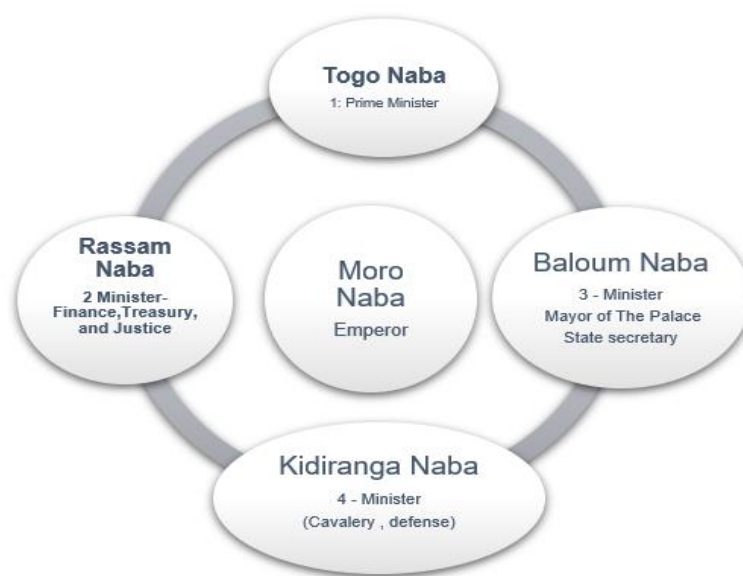 Togo Naba
1: Prime Minister
Rassam
Naba
2 Minister-
Finance,Treasury,
and Justice
Moro
Naba
Emperor
Baloum Naba
3 - Minister
Mayor of The Palace
State secretary
Kidiranga Naba
4 - Minister
(Cavalery , defense)